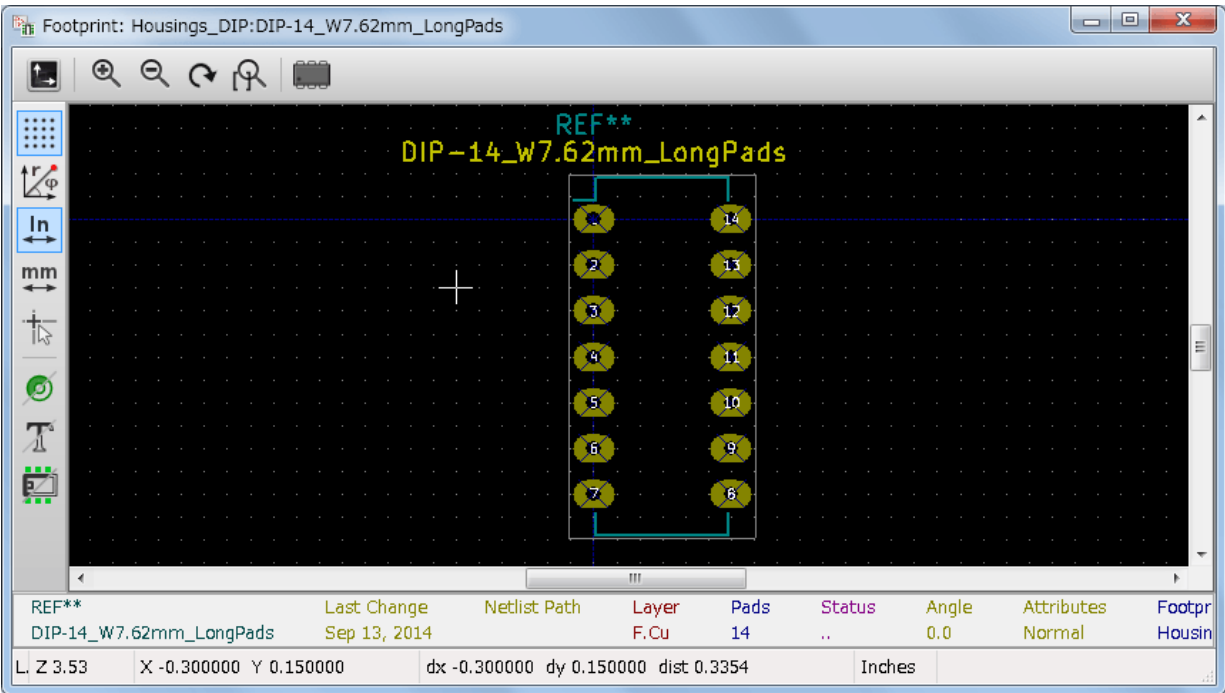 Footprint: Housings_DIP:DIP-14_W7.62mm_LongPads
r
φ
In
mm
REF**
DIP-14_W7.62mm_LongPads
1 14
2 13
3 12
4 11
5 10
6 9
7 8
REF** Last Change Netlist Path Layer Pads Status Angle Attributes Footpr
DIP-14_W7.62mm_LongPads Sep 13, 2014 F.Cu 14 .. 0.0 Normal Housin
L. Z 3.53 X -0.300000 Y 0.150000 dx -0.300000 dy 0.150000 dist 0.3354 Inches